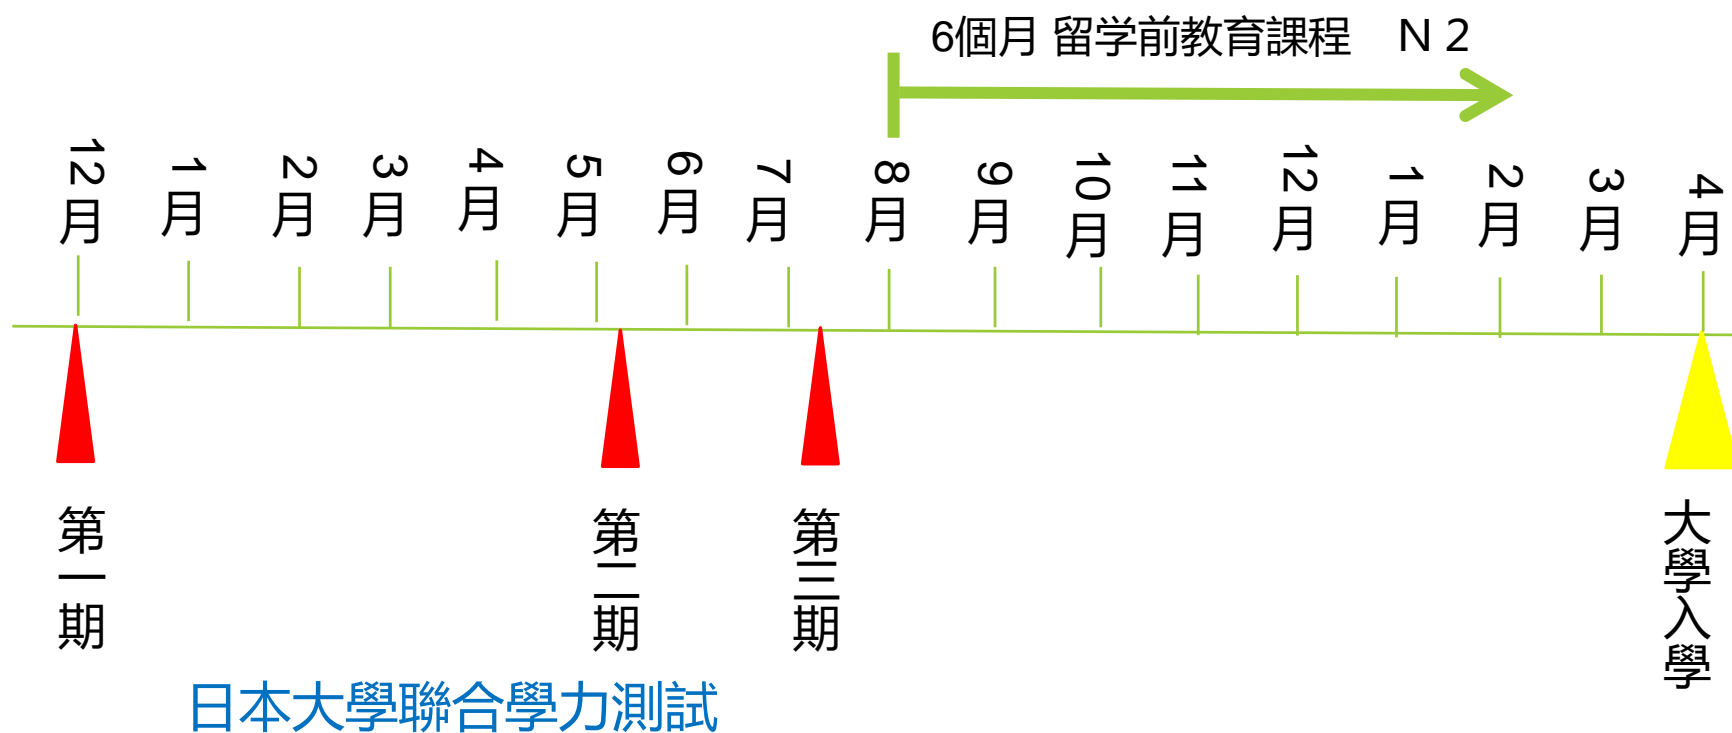 6個月 留学前教育課程　Ｎ２
12月
1月
2月
3月
4月
5月
6月
7月
8月
9月
10月
11月
12月
1月
2月
3月
4月
第一期
第二期
第三期
大學入學
日本大學聯合學力測試